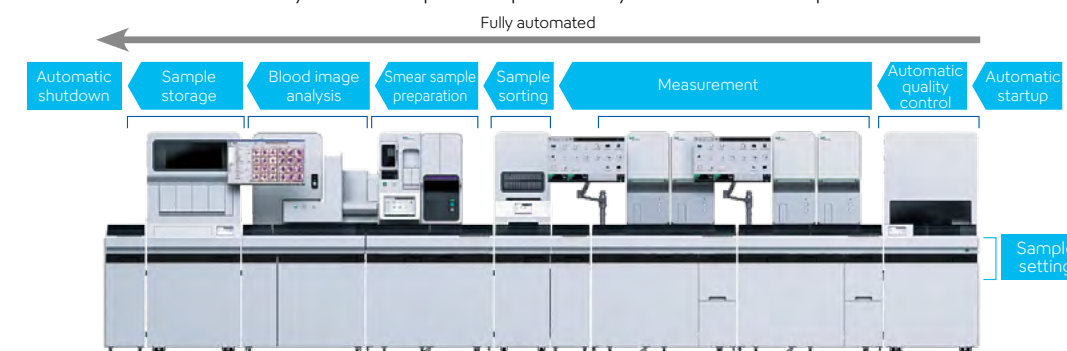 Fully automated
Automatic
shutdown
Sample
storage
Blood image
analysis
Smear sample
preparation
Sample
sorting
Measurement
Automatic
quality
control
Automatic
startup
Sample
setting